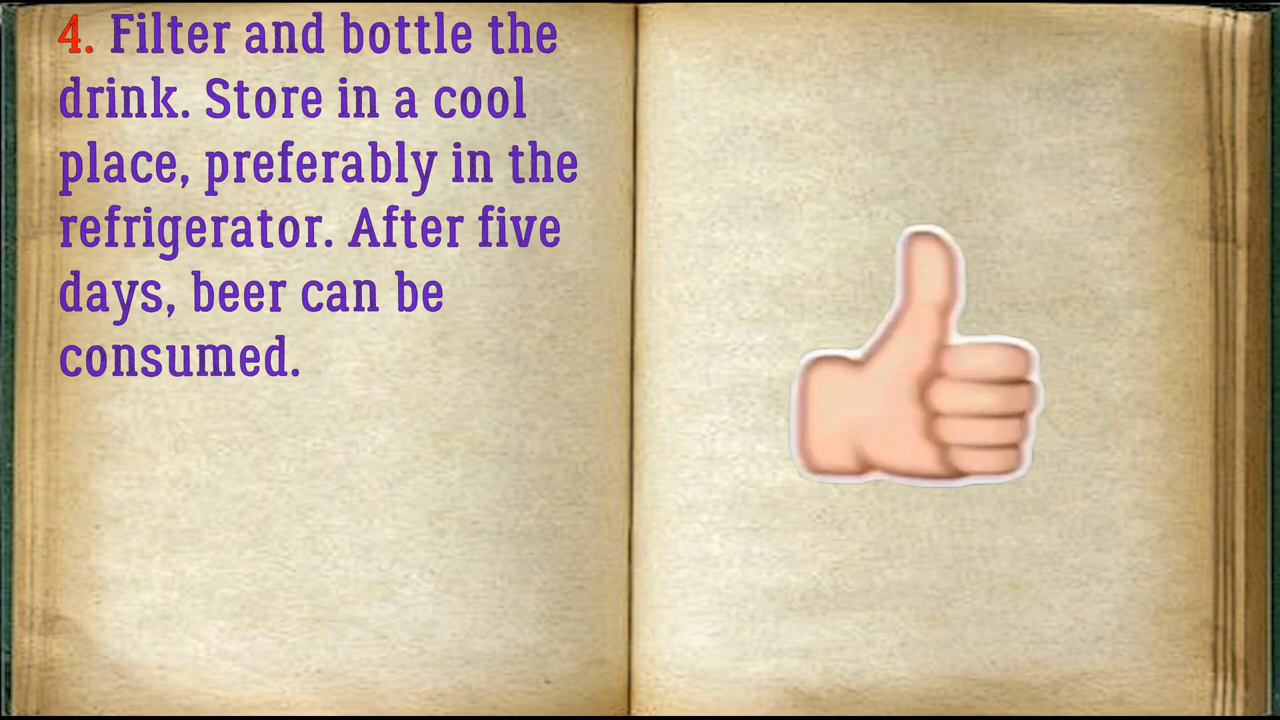 4. Filter and bottle the
drink. Store in a cool
place, preferably in the
refrigerator. After five
days, beer can be
consumed.